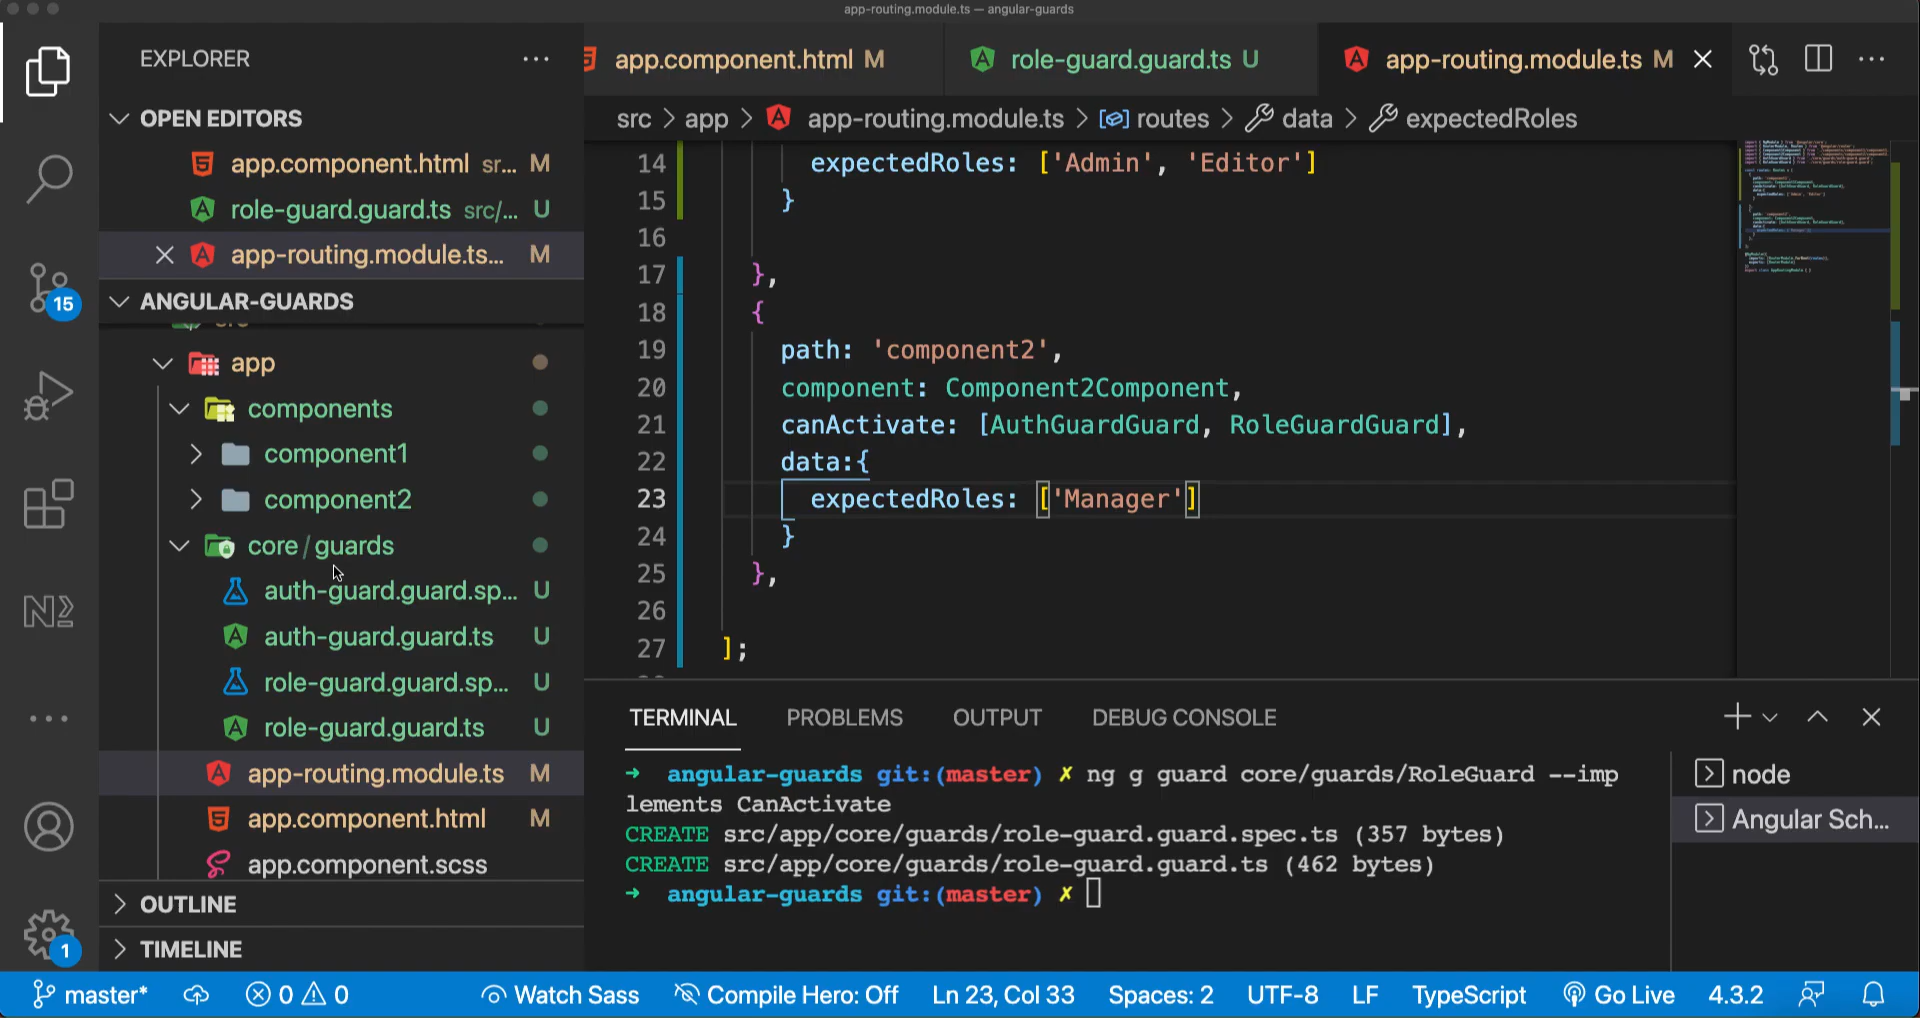 app-routing.module.ts — angular-guards
EXPLORER
app.component.html M
role-guard.guard.ts U
app-routing.module.ts M
OPEN EDITORS
src > app > app-routing.module.ts > routes > data > expectedRoles
app.component.html sr... M
role-guard.guard.ts src/... U
app-routing.module.ts... M
15
ANGULAR-GUARDS
app
components
component1
component2
core / guards
auth-guard.guard.sp... U
auth-guard.guard.ts U
role-guard.guard.sp... U
role-guard.guard.ts U
app-routing.module.ts M
app.component.html M
app.component.scss
OUTLINE
TIMELINE
1
14 expectedRoles: ['Admin', 'Editor']
15 }
16
17 },
18 {
19 path: 'component2',
20 component: Component2Component,
21 canActivate: [AuthGuardGuard, RoleGuardGuard],
22 data:{
23 expectedRoles: ['Manager']
24 }
25 },
26
27 ];
TERMINAL PROBLEMS OUTPUT DEBUG CONSOLE
➜ angular-guards git:(master) ✗ ng g guard core/guards/RoleGuard --imp
lements CanActivate
CREATE src/app/core/guards/role-guard.guard.spec.ts (357 bytes)
CREATE src/app/core/guards/role-guard.guard.ts (462 bytes)
➜ angular-guards git:(master) ✗
node
Angular Sch...
master* 0 0 Watch Sass Compile Hero: Off Ln 23, Col 33 Spaces: 2 UTF-8 LF TypeScript Go Live 4.3.2